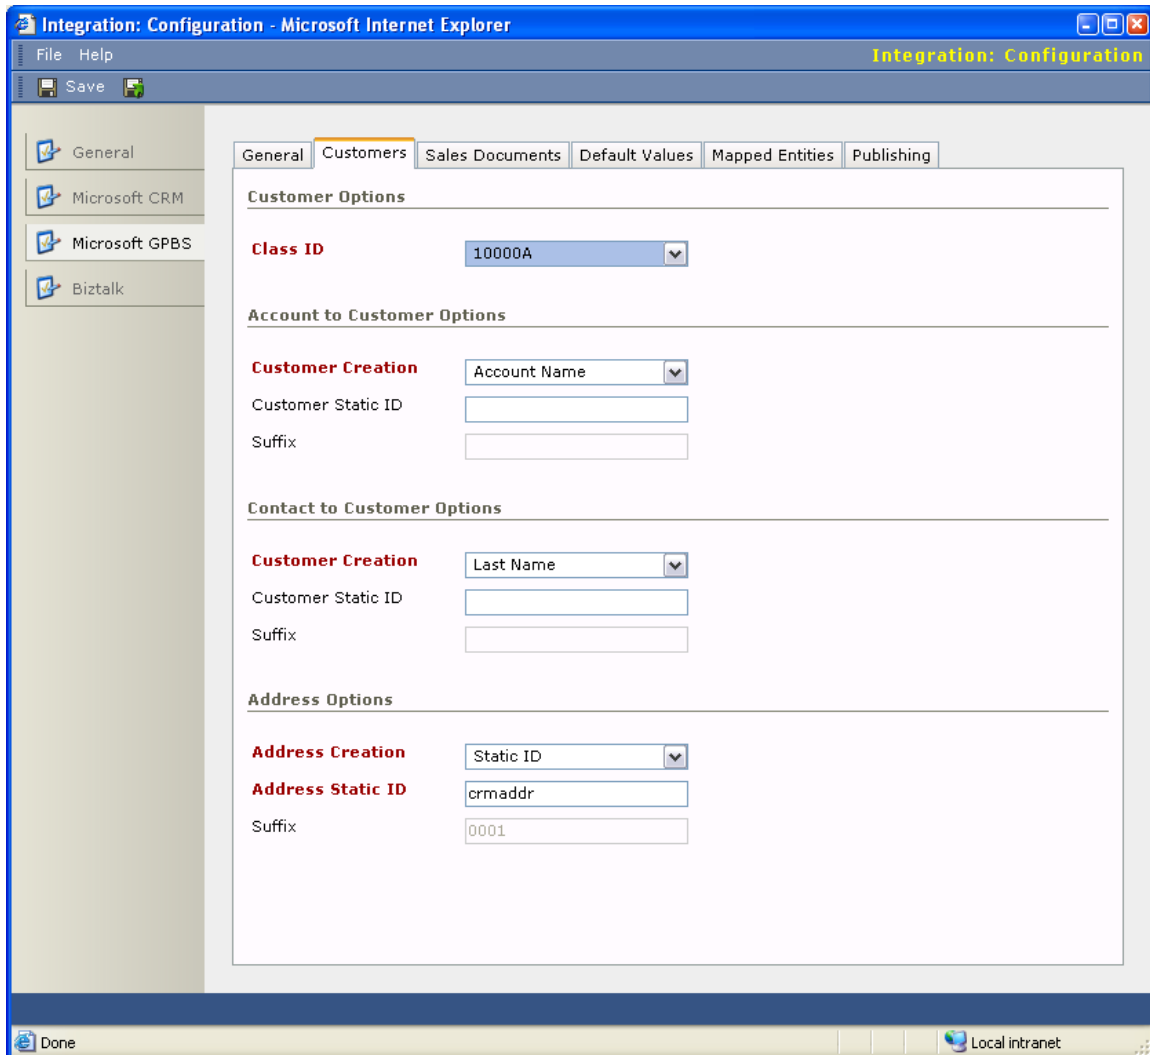 Integration: Configuration - Microsoft Internet Explorer
File Help Integration: Configuration
Save
General
Microsoft CRM
Microsoft GPBS
Biztalk
General Customers Sales Documents Default Values Mapped Entities Publishing
Customer Options
Class ID 10000A
Account to Customer Options
Customer Creation Account Name
Customer Static ID
Suffix
Contact to Customer Options
Customer Creation Last Name
Customer Static ID
Suffix
Address Options
Address Creation Static ID
Address Static ID crmaddr
Suffix 0001
Done Local intranet